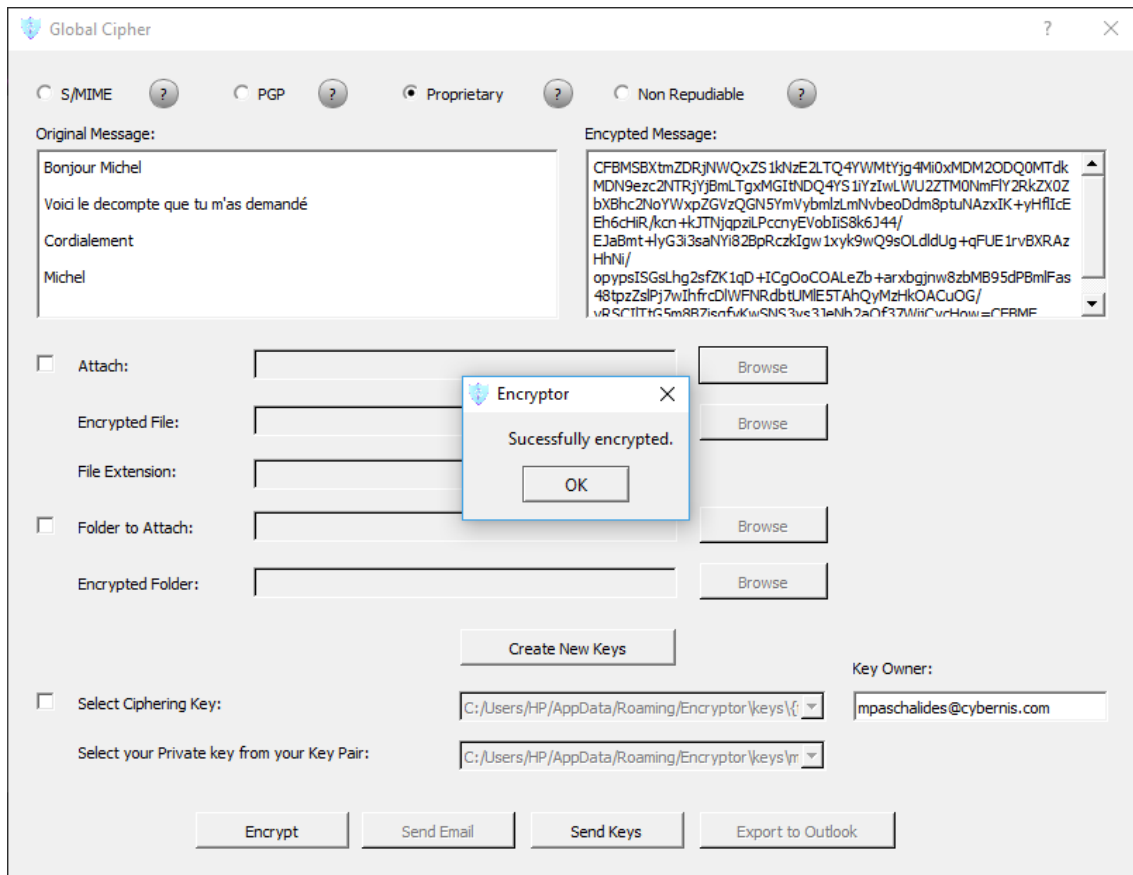 Global Cipher
?
S/MIME ? PGP ? Proprietary ? Non Repudiable ?
Original Message:
Encypted Message:
Bonjour Michel
Voici le decompte que tu m'as demandé
Cordialement
Michel
CFBMSBXtmZDRjNWQxZS1kNzE2LTQ4YWMtYjg4Mi0xMDM2ODQ0MTdk
MDN9ezc2NTRjYjBmLTgxMGItNDQ4YS1iYzIwLWU2ZTM0NmFlY2RkZX0Z
bXBhc2NoYWxpZGVzQGN5YmVybmlzLmNvbeoDdm8ptuNAzxIK+yHflIcE
Eh6cHiR/kcn+kJTNjqpziLPccnyEVobIiS8k6J44/
EJaBmt+lyG3i3saNYi82BpRczkIgw1xyk9wQ9sOLdldUg+qFUE1rvBXRAz
HhNi/
opypsISGsLhg2sfZK1qD+ICgOoCOALeZb+arxbgjnw8zbMB95dPBmlFas
48tpzZslPj7wIhfrcDlWFNRdbtUMlE5TAhQyMzHkOACuOG/
Attach:
Browse
Encrypted File:
Browse
File Extension:
Folder to Attach:
Browse
Encrypted Folder:
Browse
Encryptor
Sucessfully encrypted.
OK
Create New Keys
Key Owner:
Select Ciphering Key:
C:/Users/HP/AppData/Roaming/Encryptor\keys\{
mpaschalides@cybernis.com
Select your Private key from your Key Pair:
C:/Users/HP/AppData/Roaming/Encryptor\keys\m
Encrypt
Send Email
Send Keys
Export to Outlook